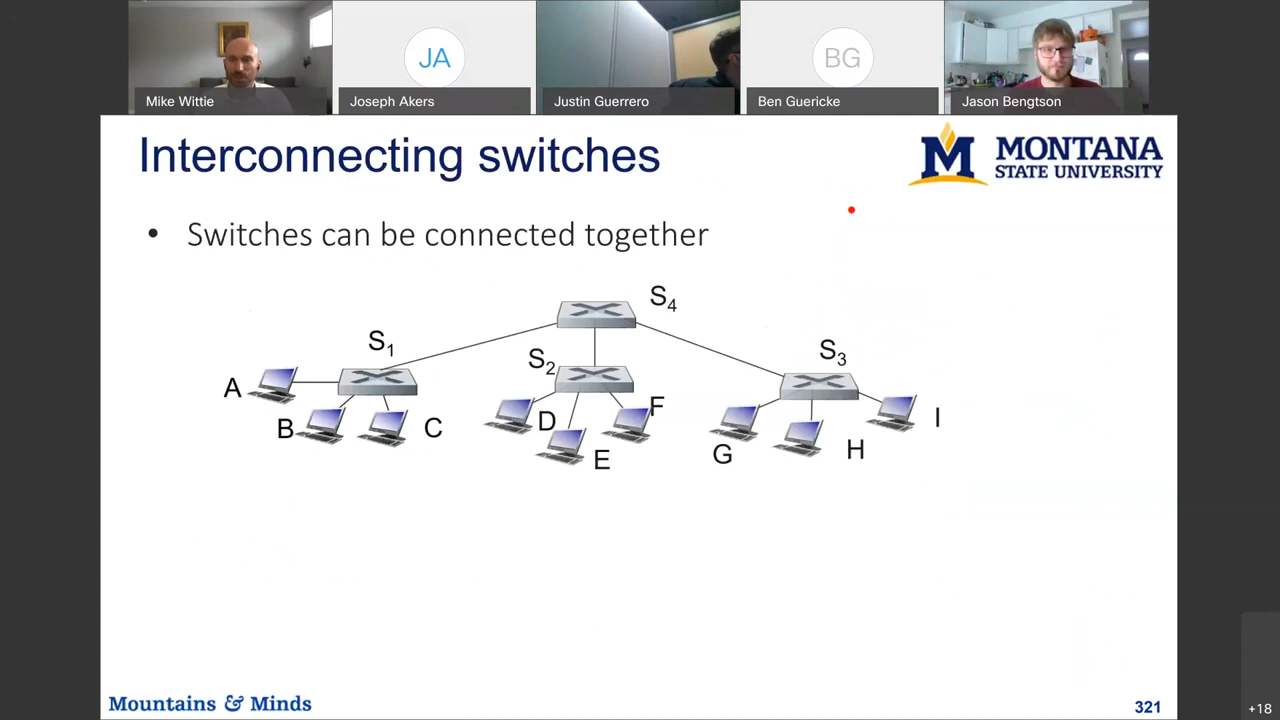 JA
BG
Mike Wittie
Joseph Akers
Justin Guerrero
Ben Guericke
Jason Bengtson
Interconnecting switches
M MONTANA
STATE UNIVERSITY
• Switches can be connected together
S4
S1
S2
S3
A
B
C
D
E
F
G
H
I
Mountains & Minds
321
+18